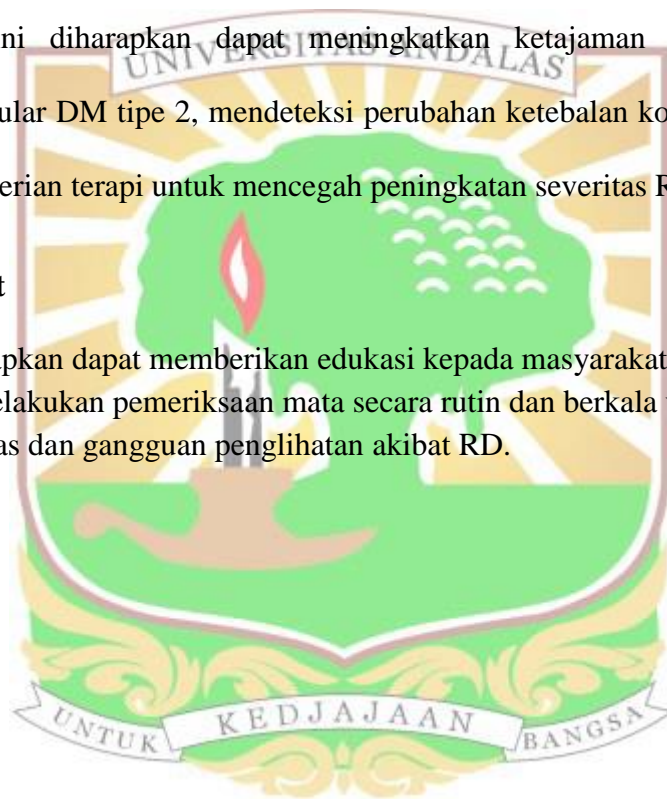 ni diharapkan dapat meningkatkan ketajaman
UNIVERSITAS ANDALAS
ular DM tipe 2, mendeteksi perubahan ketebalan ko
erian terapi untuk mencegah peningkatan severitas R
t
apkan dapat memberikan edukasi kepada masyarakat
elakukan pemeriksaan mata secara rutin dan berkala
as dan gangguan penglihatan akibat RD.
UNTUK KEDJAJAAN BANGSA